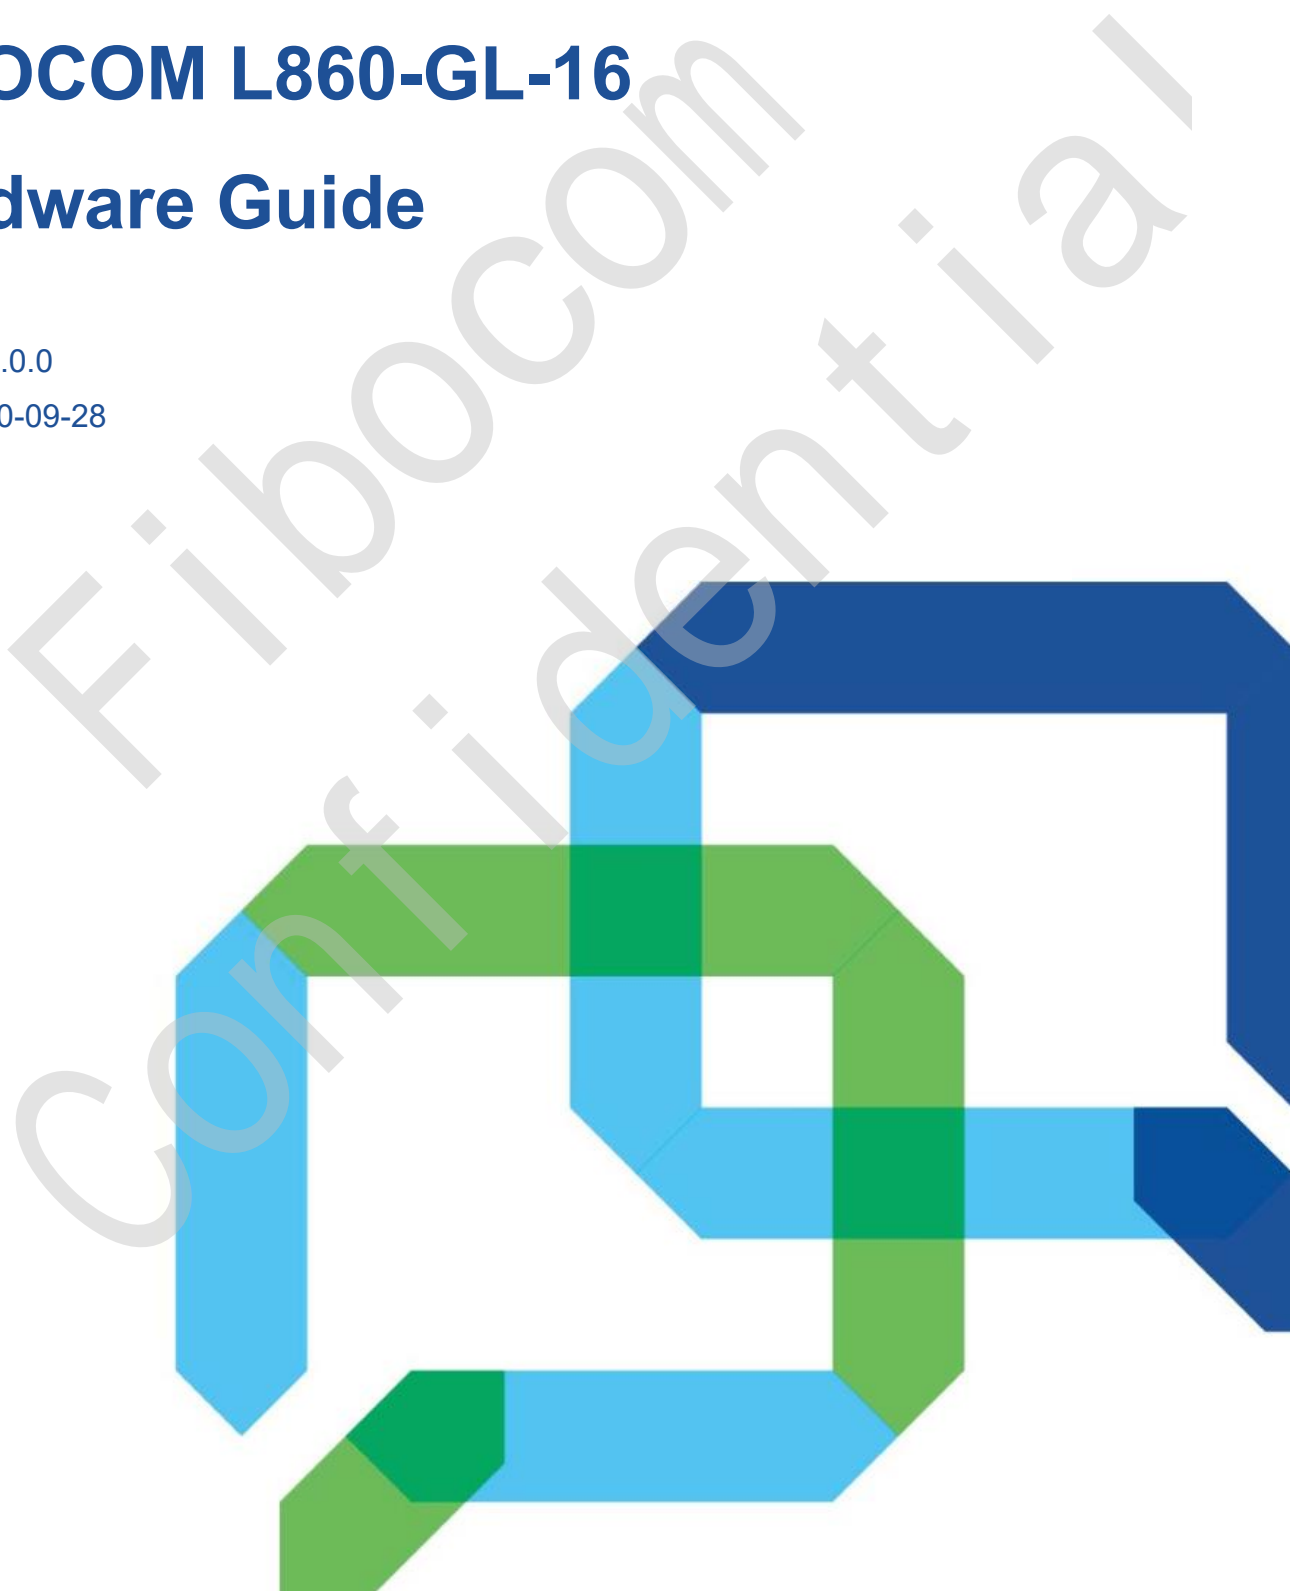 OCOM L860-GL-16
dware Guide
.0.0
0-09-28
Fibocom
Confidential